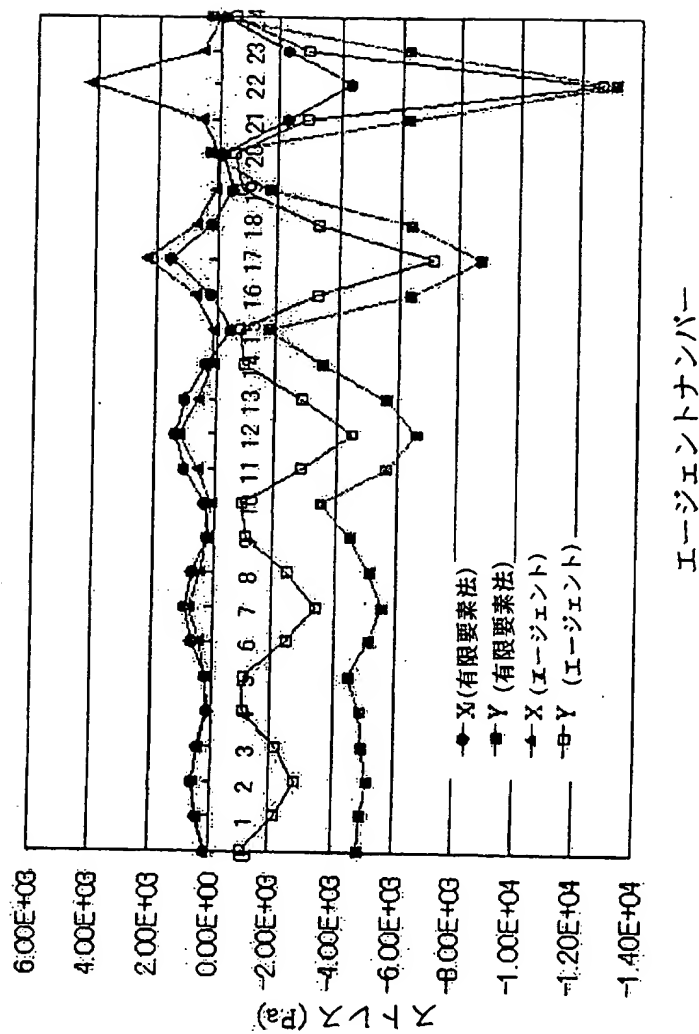 6.00E+03
4.00E+03
2.00E+03
0.00E+00
-2.00E+03
-4.00E+03
-6.00E+03
-8.00E+03
-1.00E+04
-1.20E+04
-1.40E+04
ストレス (Pa)
1 2 3 4 5 6 7 8 9 10 11 12 13 14 15 16 17 18 19 20 21 22 23 24
X (有限要素法)
Y (有限要素法)
X (エージェント)
Y (エージェント)
エージェントナンバー